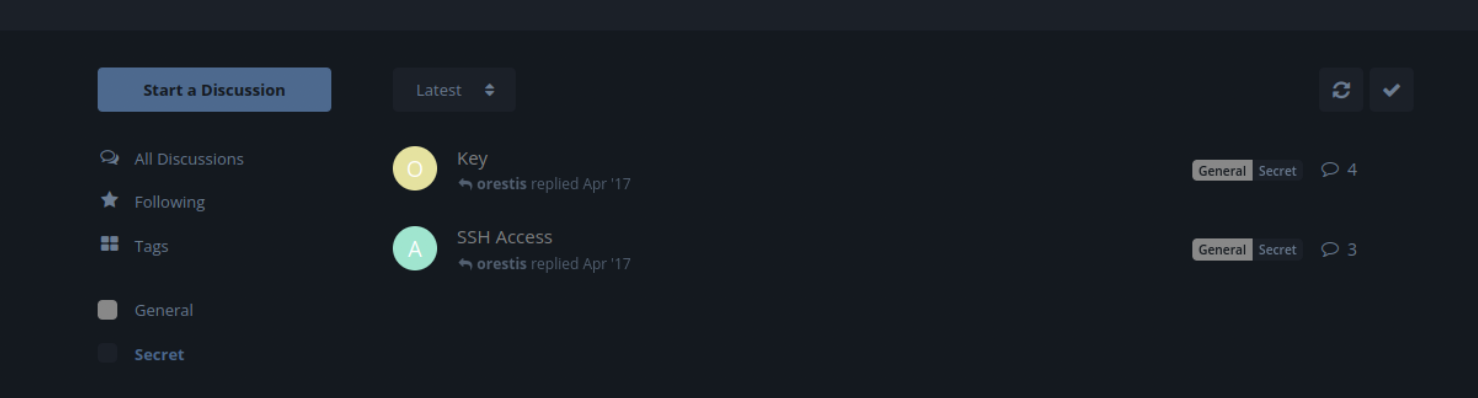 Start a Discussion
Latest
All Discussions
Following
Tags
General
Secret
O
Key
orestis replied Apr '17
General Secret 4
A
SSH Access
orestis replied Apr '17
General Secret 3